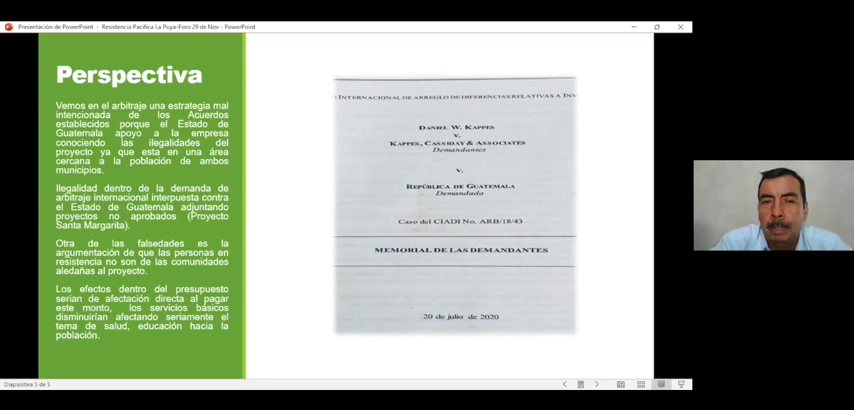 Presentación de PowerPoint - Resistencia Pacifica La Puya-Foro 29 de Nov - PowerPoint
Perspectiva
Vemos en el arbitraje una estrategia mal
intencionada de los Acuerdos
establecidos porque el Estado de
Guatemala apoyo a la empresa
conociendo las ilegalidades del
proyecto ya que esta en una área
cercana a la población de ambos
municipios.
Ilegalidad dentro de la demanda de
arbitraje internacional interpuesta contra
el Estado de Guatemala adjuntando
proyectos no aprobados (Proyecto
Santa Margarita).
Otra de las falsedades es la
argumentación de que las personas en
resistencia no son de las comunidades
aledañas al proyecto.
Los efectos dentro del presupuesto
serian de afectación directa al pagar
este monto, los servicios básicos
disminuirían afectando seriamente el
tema de salud, educación hacia la
población.
O INTERNACIONAL DE ARREGLO DE DIFERENCIAS RELATIVAS A INV
DANIEL W. KAPPES
V.
KAPPES, CASSIDAY & ASSOCIATES
Demandantes
V.
REPÚBLICA DE GUATEMALA
Demandada
Caso del CIADI No. ARB/18/43
MEMORIAL DE LAS DEMANDANTES
20 de julio de 2020
Diapositiva 5 de 5